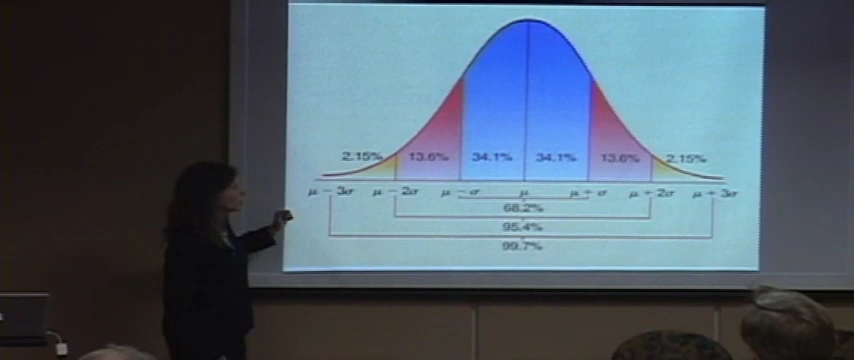 2.15% 13.6% 34.1% 34.1% 13.6% 2.15%
μ − 3σ μ − 2σ μ − σ μ μ + σ μ + 2σ μ + 3σ
68.2%
95.4%
99.7%